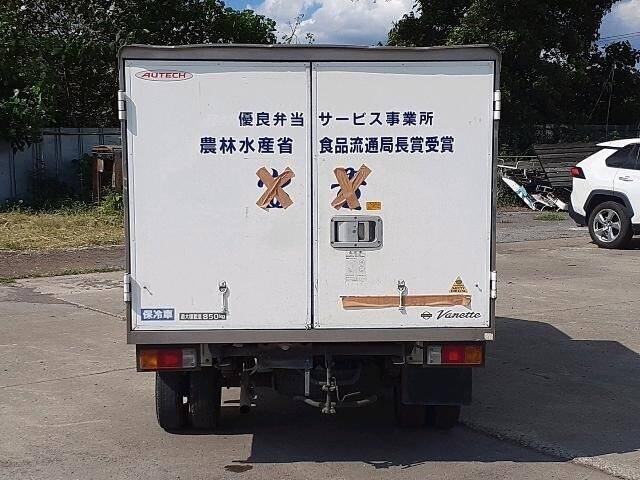 AUTECH
優良弁当 サービス事業所
農林水産省 食品流通局長賞受賞
保冷車
最大積載量 850kg
Vanette